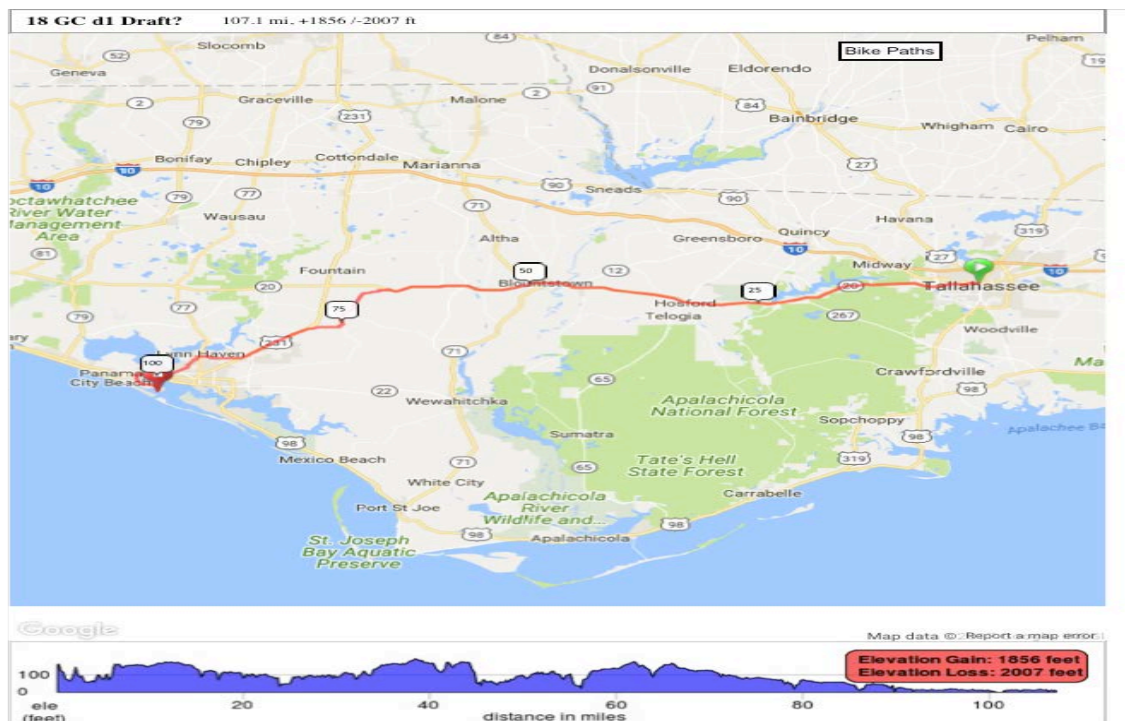 18 GC d1 Draft? 107.1 mi, +1856 /-2007 ft
Bike Paths
84
Pelham
Slocomb
52
Geneva
Donalsonville
Eldorendo
19
2
Graceville
Malone
2
91
84
79
231
Bainbridge
Whigham
Cairo
Bonifay
Chipley
Cottondale
Marianna
27
10
10
90
Sneads
octawhatchee
River Water
Management
Area
79
77
90
Wausau
71
Havana
319
Altha
Greensboro
Quincy
81
10
27
Midway
10
Fountain
50
12
Blountstown
25
20
Tallahassee
20
Hosford
Telogia
267
75
Woodville
79
77
231
Lynn Haven
71
100
Panama
City Beach
22
65
Crawfordville
98
Wewahitchka
Apalachicola
National Forest
Sopchoppy
98
Apalachee Ba
98
Sumatra
Mexico Beach
71
65
Tate's Hell
State Forest
319
White City
Carrabelle
Port St Joe
Apalachicola
River
Wildlife and...
98
98
Apalachicola
St. Joseph
Bay Aquatic
Preserve
Google
Map data ©
Report a map error
Elevation Gain: 1856 feet
Elevation Loss: 2007 feet
100
0
ele
(feet)
20 40 60 80 100
distance in miles